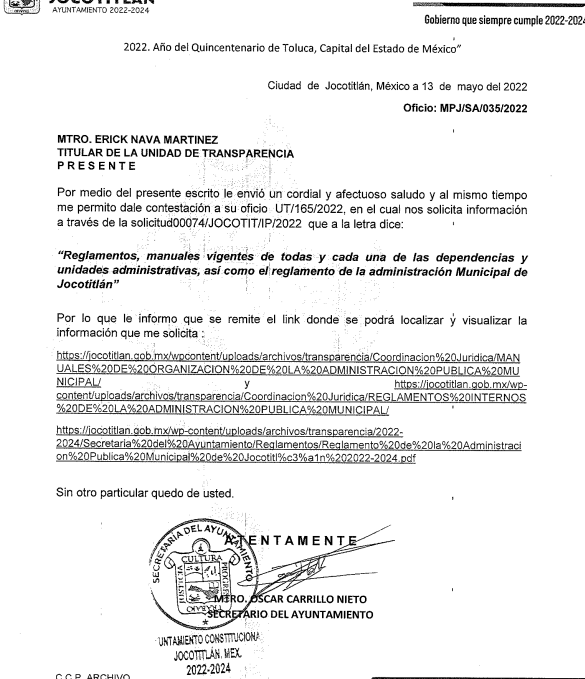 JOCOTITLÁN
AYUNTAMIENTO 2022-2024
Gobierno que siempre cumple 2022-2024
2022. Año del Quincentenario de Toluca, Capital del Estado de México”
Ciudad de Jocotitlán, México a 13 de mayo del 2022
Oficio: MPJ/SA/035/2022
MTRO. ERICK NAVA MARTINEZ
TITULAR DE LA UNIDAD DE TRANSPARENCIA
P R E S E N T E
Por medio del presente escrito le envió un cordial y afectuoso saludo y al mismo tiempo
me permito dale contestación a su oficio UT/165/2022, en el cual nos solicita información
a través de la solicitud00074/JOCOTIT/IP/2022 que a la letra dice:
“Reglamentos, manuales vigentes de todas y cada una de las dependencias y
unidades administrativas, así como el reglamento de la administración Municipal de
Jocotitlán”
Por lo que le informo que se remite el link donde se podrá localizar y visualizar la
información que me solicita :
https://jocotitlan.gob.mx/wpcontent/uploads/archivos/transparencia/Coordinacion%20Juridica/MAN
UALES%20DE%20ORGANIZACION%20DE%20LA%20ADMINISTRACION%20PUBLICA%20MU
NICIPAL/ y https://jocotitlan.gob.mx/wp-
content/uploads/archivos/transparencia/Coordinacion%20Juridica/REGLAMENTOS%20INTERNOS
%20DE%20LA%20ADMINISTRACION%20PUBLICA%20MUNICIPAL/
https://jocotitlan.gob.mx/wp-content/uploads/archivos/transparencia/2022-
2024/Secretaria%20del%20Ayuntamiento/Reglamentos/Reglamento%20de%20la%20Administraci
on%20Publica%20Municipal%20de%20Jocotitl%c3%a1n%202022-2024.pdf
Sin otro particular quedo de usted.
A T E N T A M E N T E
SECRETARIA DEL AYUNTAMIENTO
CULTURA
JUSTICIA
PROGRESO
TRABAJO
MTRO. OSCAR CARRILLO NIETO
SECRETARIO DEL AYUNTAMIENTO
UNTAMIENTO CONSTITUCIONA
JOCOTITLÁN. MEX.
2022-2024
C.C.P. ARCHIVO